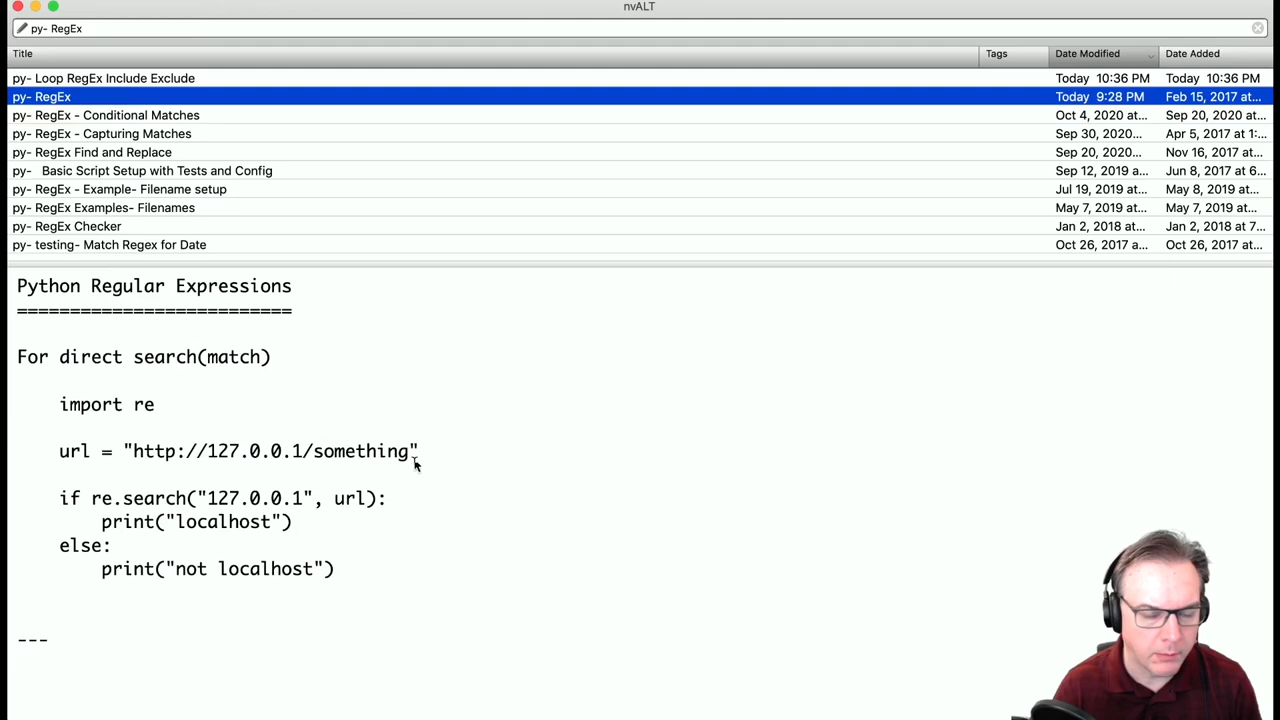 nvALT
py- RegEx
Title Tags Date Modified Date Added
py- Loop RegEx Include Exclude Today 10:36 PM Today 10:36 PM
py- RegEx Today 9:28 PM Feb 15, 2017 at...
py- RegEx - Conditional Matches Oct 4, 2020 at... Sep 20, 2020 at...
py- RegEx - Capturing Matches Sep 30, 2020... Apr 5, 2017 at 1:...
py- RegEx Find and Replace Sep 20, 2020... Nov 16, 2017 at...
py-   Basic Script Setup with Tests and Config Sep 12, 2019 a... Jun 8, 2017 at 6...
py- RegEx - Example- Filename setup Jul 19, 2019 at... May 8, 2019 at...
py- RegEx Examples- Filenames May 7, 2019 at... May 7, 2019 at...
py- RegEx Checker Jan 2, 2018 at... Jan 2, 2018 at 7...
py- testing- Match Regex for Date Oct 26, 2017 a... Oct 26, 2017 at...
Python Regular Expressions
==========================
For direct search(match)
import re
url = "http://127.0.0.1/something"
if re.search("127.0.0.1", url):
    print("localhost")
else:
    print("not localhost")
---